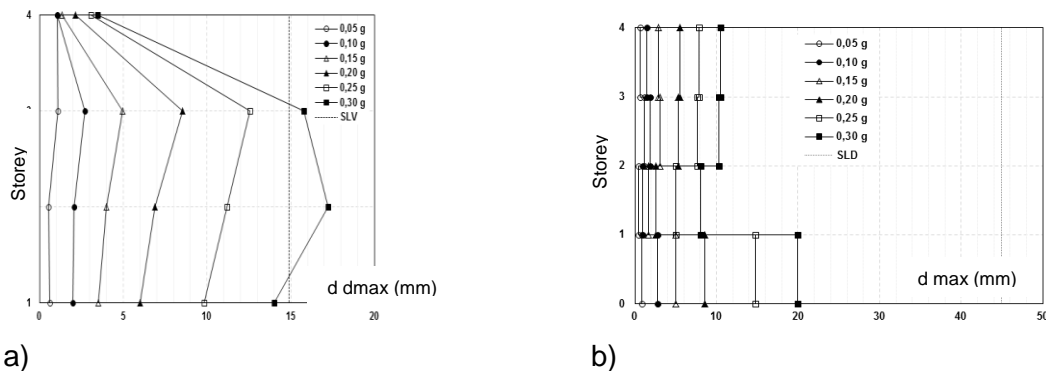 4
Storey
1
0 5 10 15 20
0,05 g
0,10 g
0,15 g
0,20 g
0,25 g
0,30 g
SLV
d dmax (mm)
a)
4
3
2
1
0
Storey
0 10 20 30 40 50
0,05 g
0,10 g
0,15 g
0,20 g
0,25 g
0,30 g
SLD
d max (mm)
b)